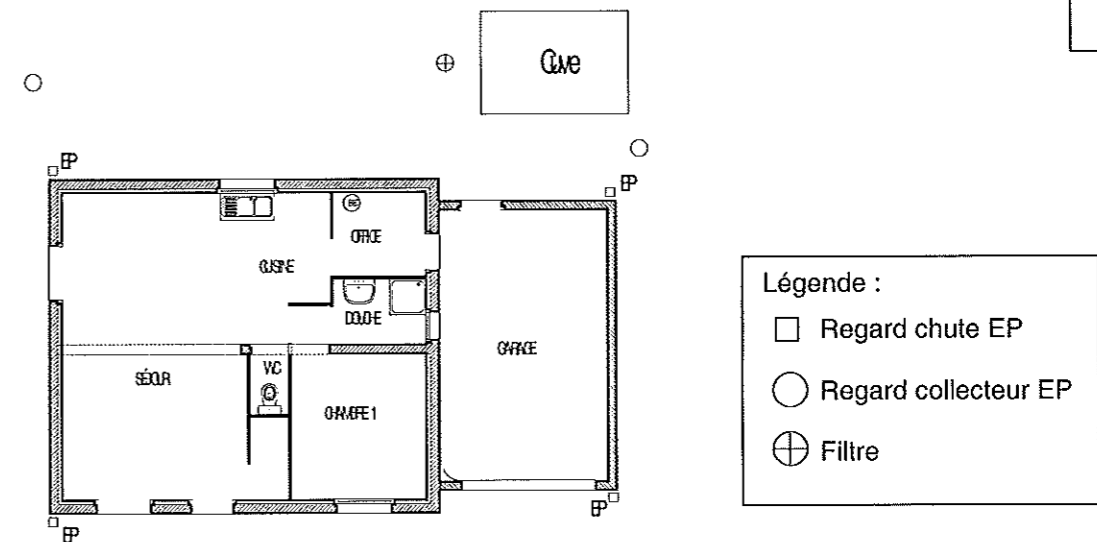 Cuve
EP
EP
OFFICE
CUISINE
DOUCHE
GARAGE
SÉJOUR
WC
CHAMBRE 1
EP
EP
Légende :
Regard chute EP
Regard collecteur EP
Filtre